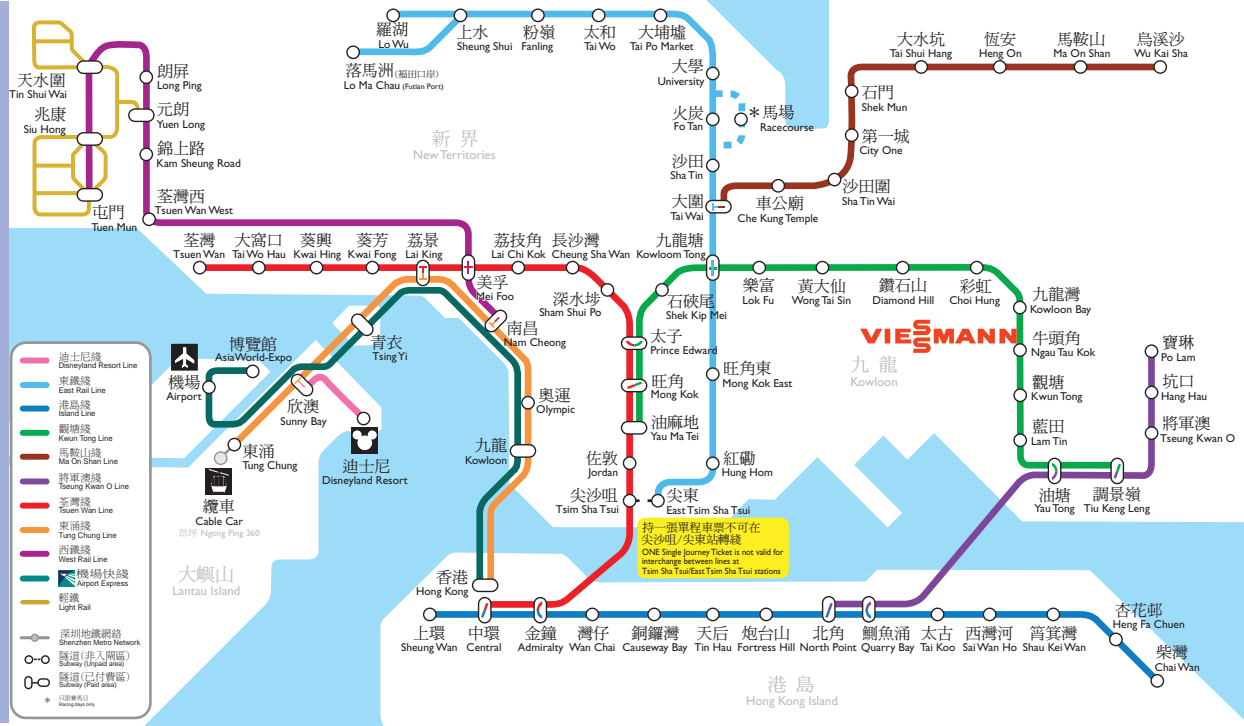 羅湖
Lo Wu
上水
Sheung Shui
粉嶺
Fanling
太和
Tai Wo
大埔墟
Tai Po Market
落馬洲(福田口岸)
Lo Ma Chau (Futian Port)
大學
University
火炭
Fo Tan
*馬場
Racecourse
沙田
Sha Tin
大圍
Tai Wai
大水坑
Tai Shui Hang
恆安
Heng On
馬鞍山
Ma On Shan
烏溪沙
Wu Kai Sha
石門
Shek Mun
第一城
City One
沙田圍
Sha Tin Wai
車公廟
Che Kung Temple
天水圍
Tin Shui Wai
兆康
Siu Hong
屯門
Tuen Mun
朗屏
Long Ping
元朗
Yuen Long
錦上路
Kam Sheung Road
荃灣西
Tsuen Wan West
新界
New Territories
荃灣
Tsuen Wan
大窩口
Tai Wo Hau
葵興
Kwai Hing
葵芳
Kwai Fong
荔景
Lai King
美孚
Mei Foo
荔技角
Lai Chi Kok
長沙灣
Cheung Sha Wan
九龍塘
Kowloom Tong
深水埗
Sham Shui Po
石硤尾
Shek Kip Mei
樂富
Lok Fu
黃大仙
Wong Tai Sin
鑽石山
Diamond Hill
彩虹
Choi Hung
九龍灣
Kowloon Bay
牛頭角
Ngau Tau Kok
觀塘
Kwun Tong
藍田
Lam Tin
油塘
Yau Tong
調景嶺
Tiu Keng Leng
寶琳
Po Lam
坑口
Hang Hau
將軍澳
Tseung Kwan O
VIESSMANN
九龍
Kowloon
太子
Prince Edward
旺角
Mong Kok
油麻地
Yau Ma Tei
佐敦
Jordan
尖沙咀
Tsim Sha Tsui
旺角東
Mong Kok East
紅磡
Hung Hom
尖東
East Tsim Sha Tsui
持一張單程車票不可在
尖沙咀/尖東站轉綫
ONE Single Journey Ticket is not valid for
interchange between lines at
Tsim Sha Tsui/East Tsim Sha Tsui stations
南昌
Nam Cheong
奧運
Olympic
九龍
Kowloon
香港
Hong Kong
青衣
Tsing Yi
欣澳
Sunny Bay
博覽館
AsiaWorld-Expo
機場
Airport
東涌
Tung Chung
迪士尼
Disneyland Resort
纜車
Cable Car
昂坪 Ngong Ping 360
大嶼山
Lantau Island
上環
Sheung Wan
中環
Central
金鐘
Admiralty
灣仔
Wan Chai
銅鑼灣
Causeway Bay
天后
Tin Hau
炮台山
Fortress Hill
北角
North Point
鰂魚涌
Quarry Bay
太古
Tai Koo
西灣河
Sai Wan Ho
筲箕灣
Shau Kei Wan
杏花邨
Heng Fa Chuen
柴灣
Chai Wan
港島
Hong Kong Island
迪士尼綫
Disneyland Resort Line
東鐵綫
East Rail Line
港島綫
Island Line
觀塘綫
Kwun Tong Line
馬鞍山綫
Ma On Shan Line
將軍澳綫
Tseung Kwan O Line
荃灣綫
Tsuen Wan Line
東涌綫
Tung Chung Line
西鐵綫
West Rail Line
機場快綫
Airport Express
輕鐵
Light Rail
深圳地鐵網絡
Shenzhen Metro Network
隧道(非入閘區)
Subway (Unpaid area)
隧道(已付費區)
Subway (Paid area)
* 只限賽馬日
Racing days only